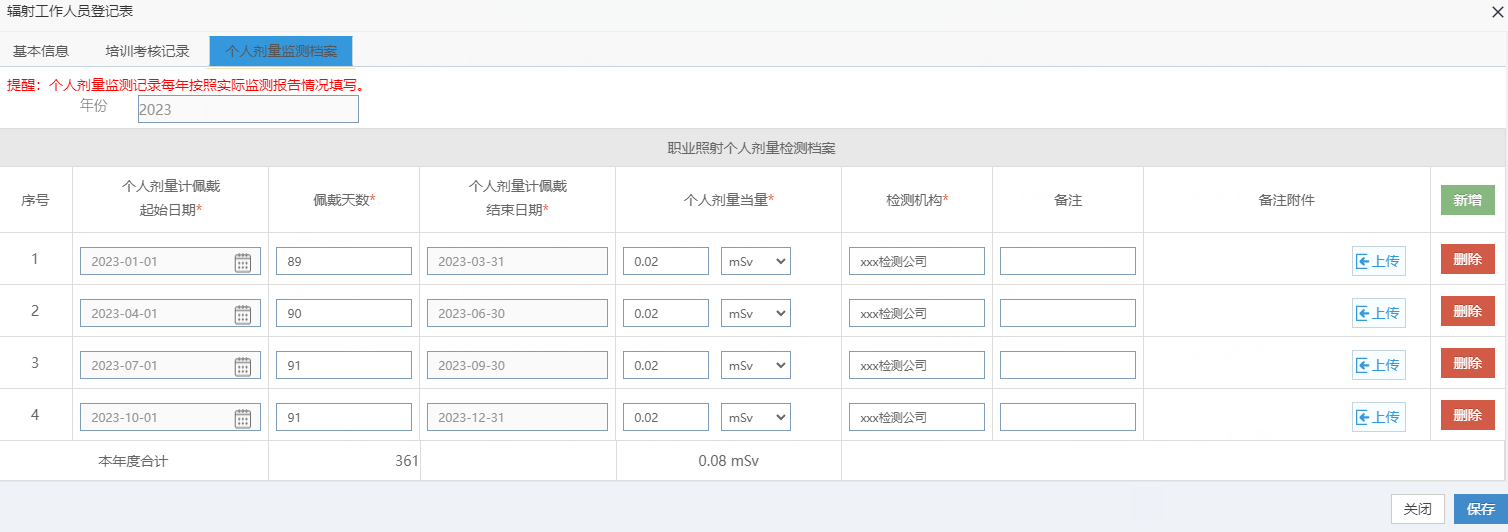 辐射工作人员登记表
基本信息 培训考核记录 个人剂量监测档案
提醒：个人剂量监测记录每年按照实际监测报告情况填写。
年份 2023
职业照射个人剂量检测档案
序号 个人剂量计佩戴起始日期* 佩戴天数* 个人剂量计佩戴结束日期* 个人剂量当量* 检测机构* 备注 备注附件 新增
1 2023-01-01 89 2023-03-31 0.02 mSv xxx检测公司 上传 删除
2 2023-04-01 90 2023-06-30 0.02 mSv xxx检测公司 上传 删除
3 2023-07-01 91 2023-09-30 0.02 mSv xxx检测公司 上传 删除
4 2023-10-01 91 2023-12-31 0.02 mSv xxx检测公司 上传 删除
本年度合计 361 0.08 mSv
关闭 保存